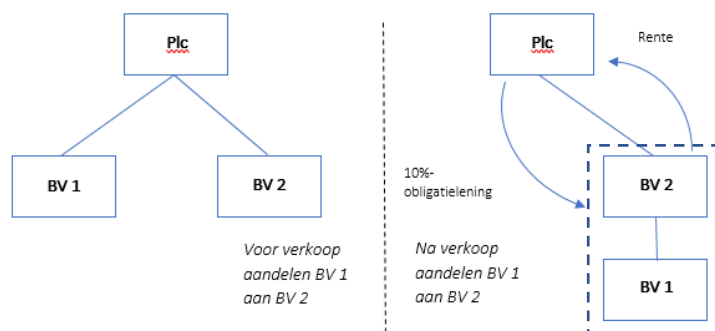 Plc
BV 1
BV 2
Voor verkoop
aandelen BV 1
aan BV 2
Plc
Rente
10%-
obligatielening
BV 2
Na verkoop
aandelen BV 1
aan BV 2
BV 1